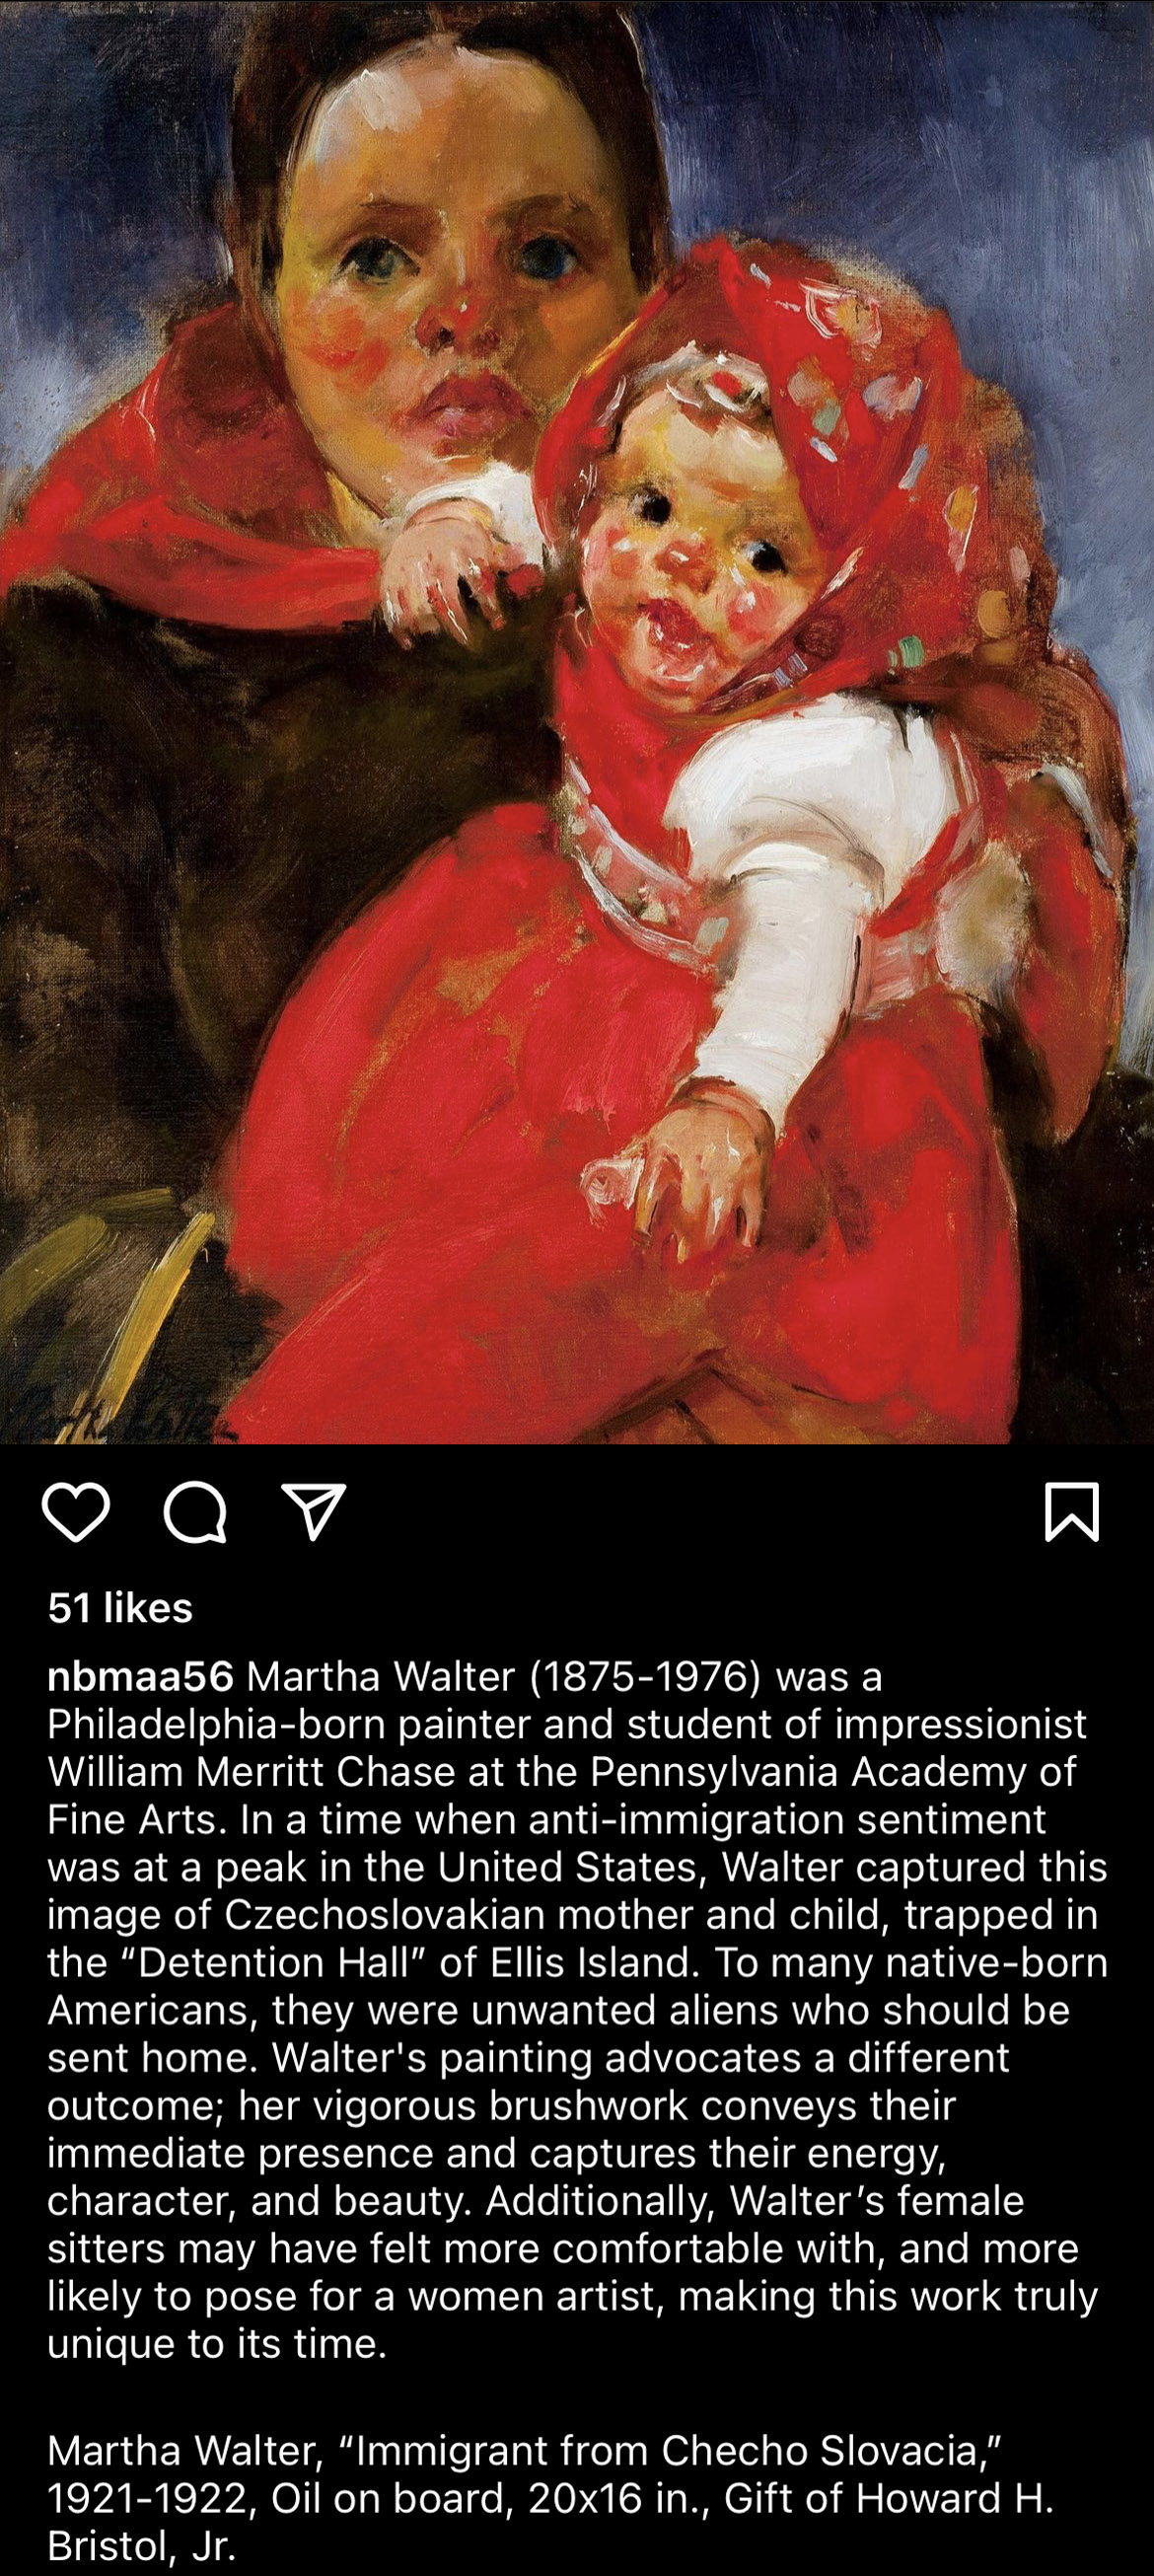 Martha Walter
51 likes
nbmaa56 Martha Walter (1875-1976) was a
Philadelphia-born painter and student of impressionist
William Merritt Chase at the Pennsylvania Academy of
Fine Arts. In a time when anti-immigration sentiment
was at a peak in the United States, Walter captured this
image of Czechoslovakian mother and child, trapped in
the “Detention Hall” of Ellis Island. To many native-born
Americans, they were unwanted aliens who should be
sent home. Walter's painting advocates a different
outcome; her vigorous brushwork conveys their
immediate presence and captures their energy,
character, and beauty. Additionally, Walter’s female
sitters may have felt more comfortable with, and more
likely to pose for a women artist, making this work truly
unique to its time.
Martha Walter, “Immigrant from Checho Slovacia,”
1921-1922, Oil on board, 20x16 in., Gift of Howard H.
Bristol, Jr.